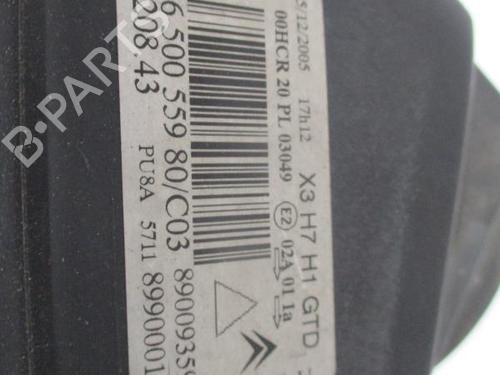 5/12/2005 17h12 X3 H7 H1 GTD
00HCR 20 PL 03049 E2 02A 01 1a
6 500 559 80/C03 8900935
208 43 PU8A 5711 8990001
B-PARTS